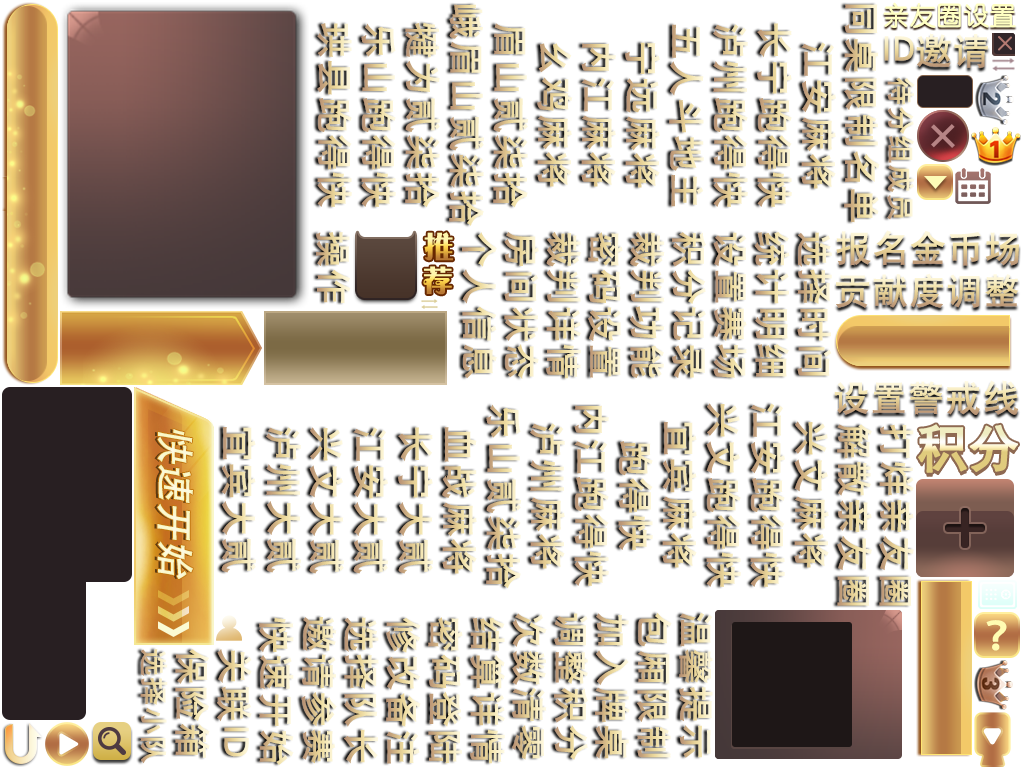 珙县跑得快
乐山跑得快
健为贰柒拾
峨眉山贰柒拾
眉山贰柒拾
幺鸡麻将
内江麻将
宁远麻将
五人斗地主
泸州跑得快
长宁跑得快
江安麻将
同桌限制名单
亲友圈设置
ID邀请
待分组成员
2
1
操作
推荐
个人信息
房间状态
裁判详情
密码设置
裁判功能
积分记录
设置赛场
统计明细
选择时间
报名金币场
贡献度调整
设置警戒线
快速开始
宜宾大贰
泸州大贰
兴文大贰
江安大贰
长宁大贰
血战麻将
乐山贰柒拾
泸州麻将
内江跑得快
跑得快
宜宾麻将
兴文跑得快
江安跑得快
兴文麻将
解散亲友圈
打烊亲友圈
积分
?
3
选择小队
保险箱
关联ID
快速开始
邀请参赛
选择队长
修改备注
密码登陆
结算详情
次数清零
调整积分
加入牌桌
包厢限制
温馨提示